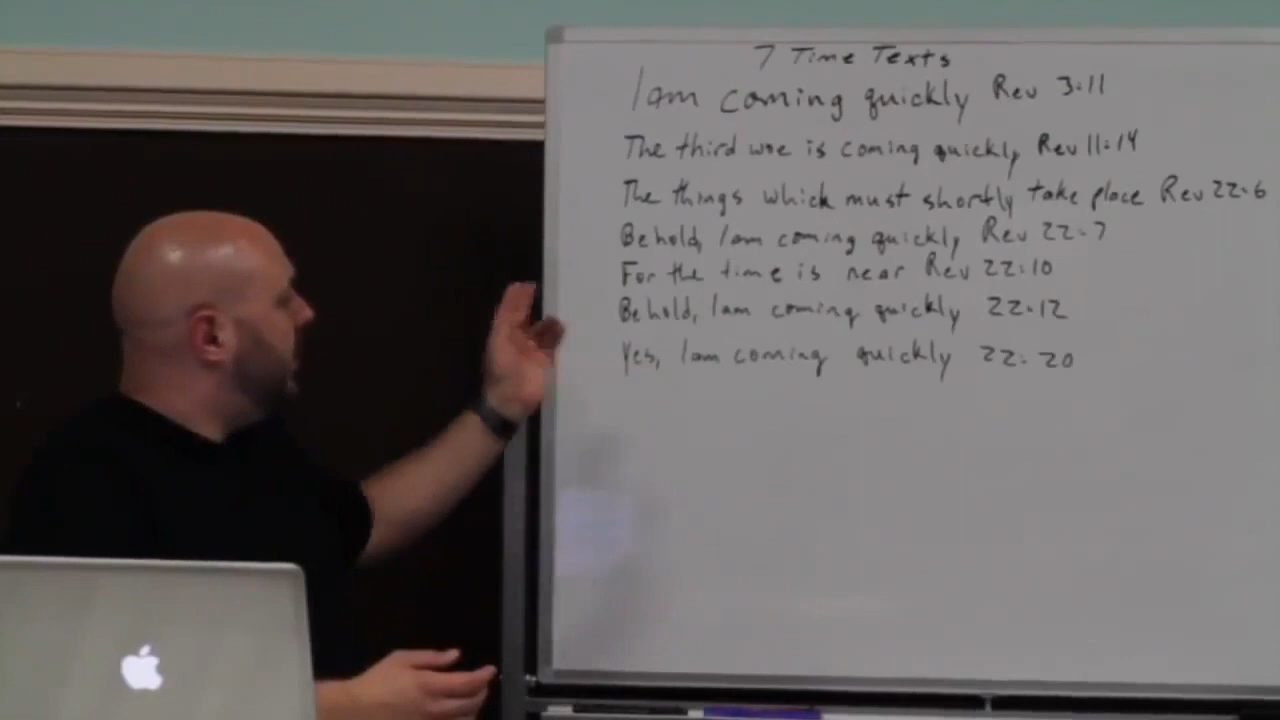 7 Time Texts
I am coming quickly Rev 3:11
The third woe is coming quickly Rev 11:14
The things which must shortly take place Rev 22:6
Behold, I am coming quickly Rev 22:7
For the time is near Rev 22:10
Behold, I am coming quickly 22:12
Yes, I am coming quickly 22:20